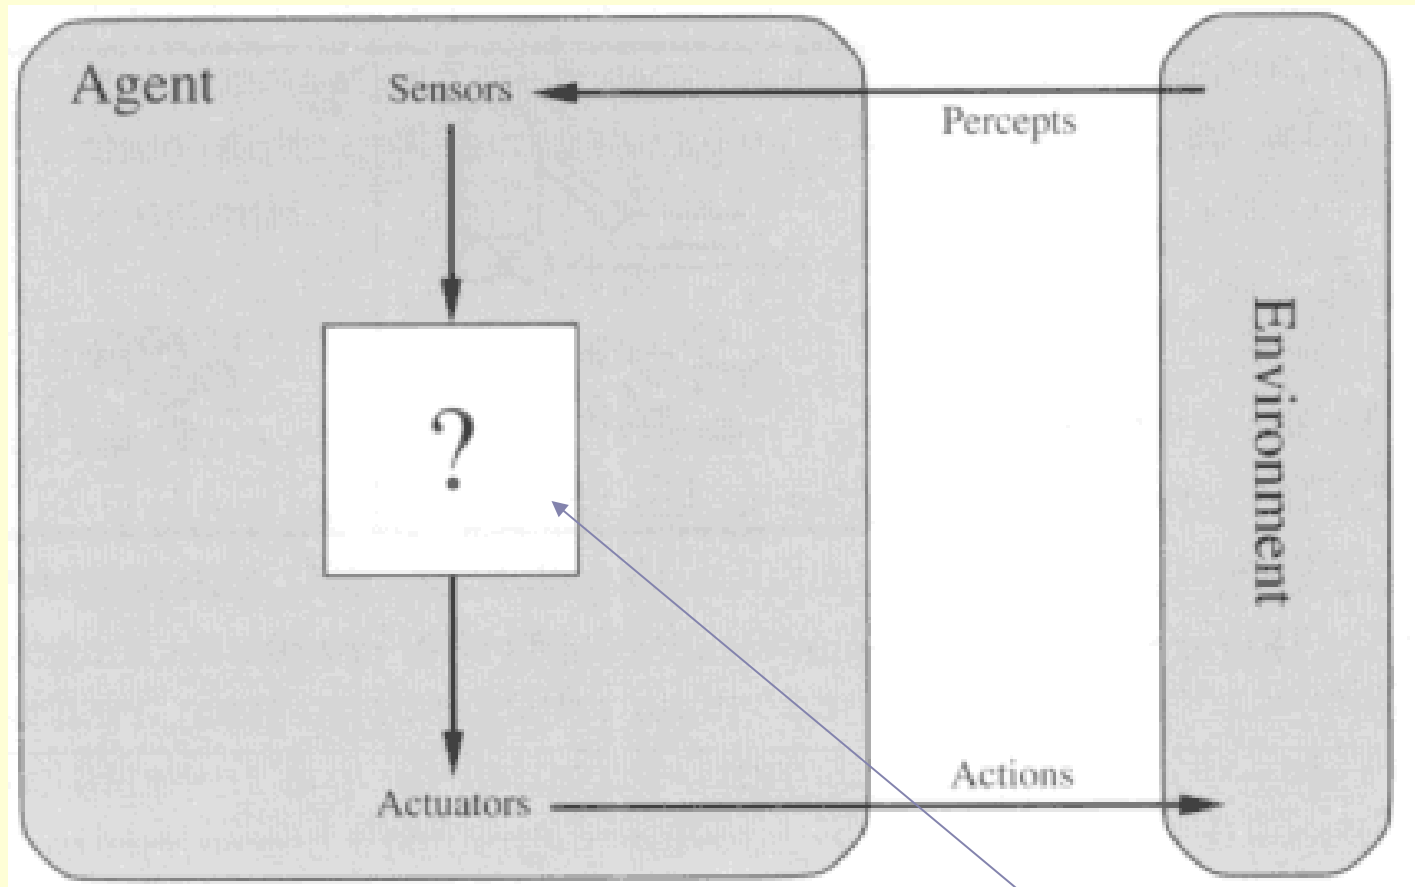 Agent
Sensors
Percepts
?
Environment
Actions
Actuators